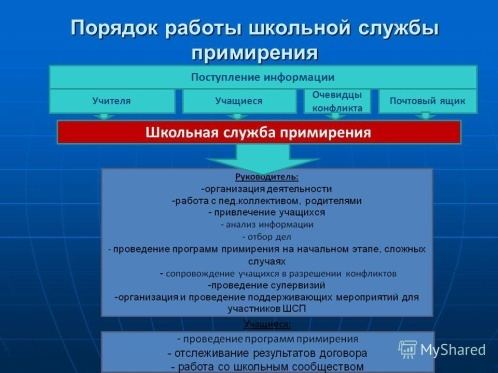 Порядок работы школьной службы
примирения
Поступление информации
Учителя
Учащиеся
Очевидцы
конфликта
Почтовый ящик
Школьная служба примирения
Руководитель:
-организация деятельности
-работа с пед.коллективом, родителями
- привлечение учащихся
- анализ информации
- отбор дел
- проведение программ примирения на начальном этапе, сложных
случаях
- сопровождение учащихся в разрешении конфликтов
-проведение супервизий
-организация и проведение поддерживающих мероприятий для
участников ШСП
Учащиеся:
- проведение программ примирения
- отслеживание результатов договора
- работа со школьным сообществом
MyShared